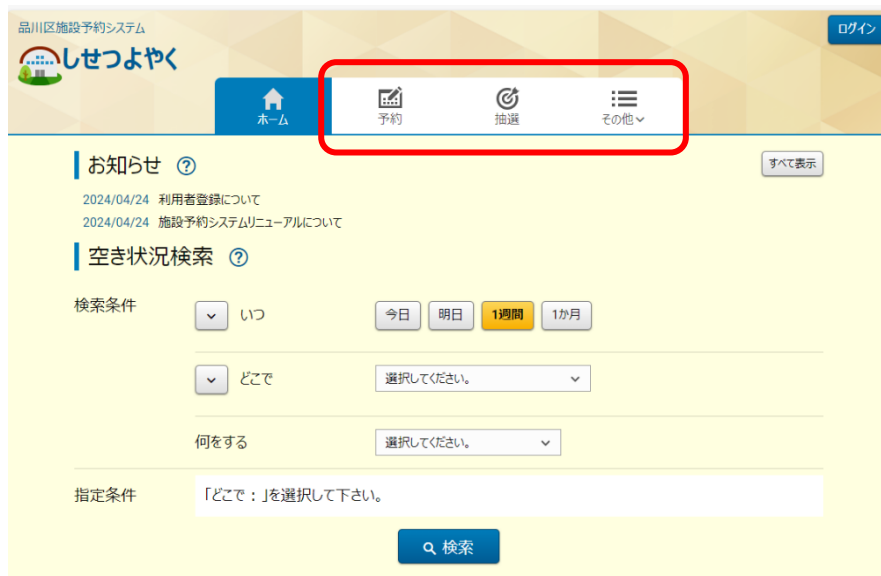 品川区施設予約システム
ログイン
しせつよやく
ホーム
予約
抽選
その他
お知らせ ?
すべて表示
2024/04/24 利用者登録について
2024/04/24 施設予約システムリニューアルについて
空き状況検索 ?
検索条件
いつ 今日 明日 1週間 1か月
どこで 選択してください。
何をする 選択してください。
指定条件 「どこで：」を選択して下さい。
検索